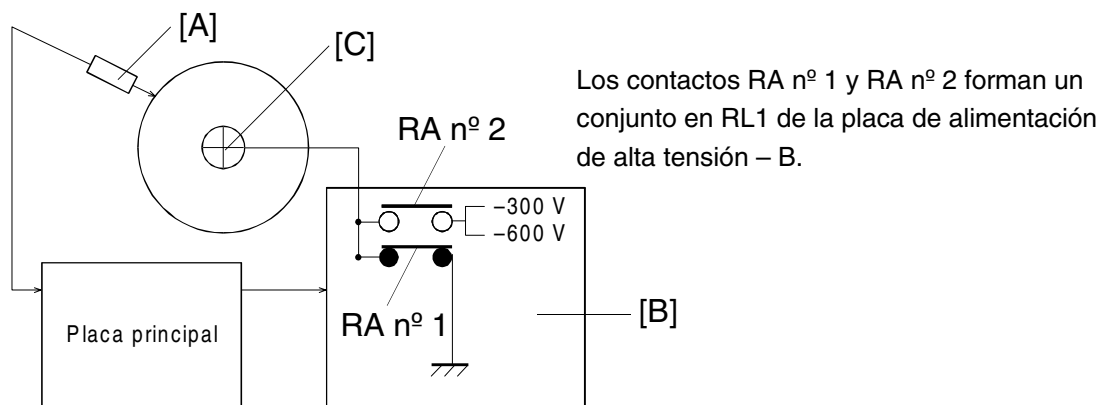 [A]
[C]
Los contactos RA nº 1 y RA nº 2 forman un
conjunto en RL1 de la placa de alimentación
de alta tensión – B.
RA nº 2
–300 V
–600 V
RA nº 1
[B]
Placa principal